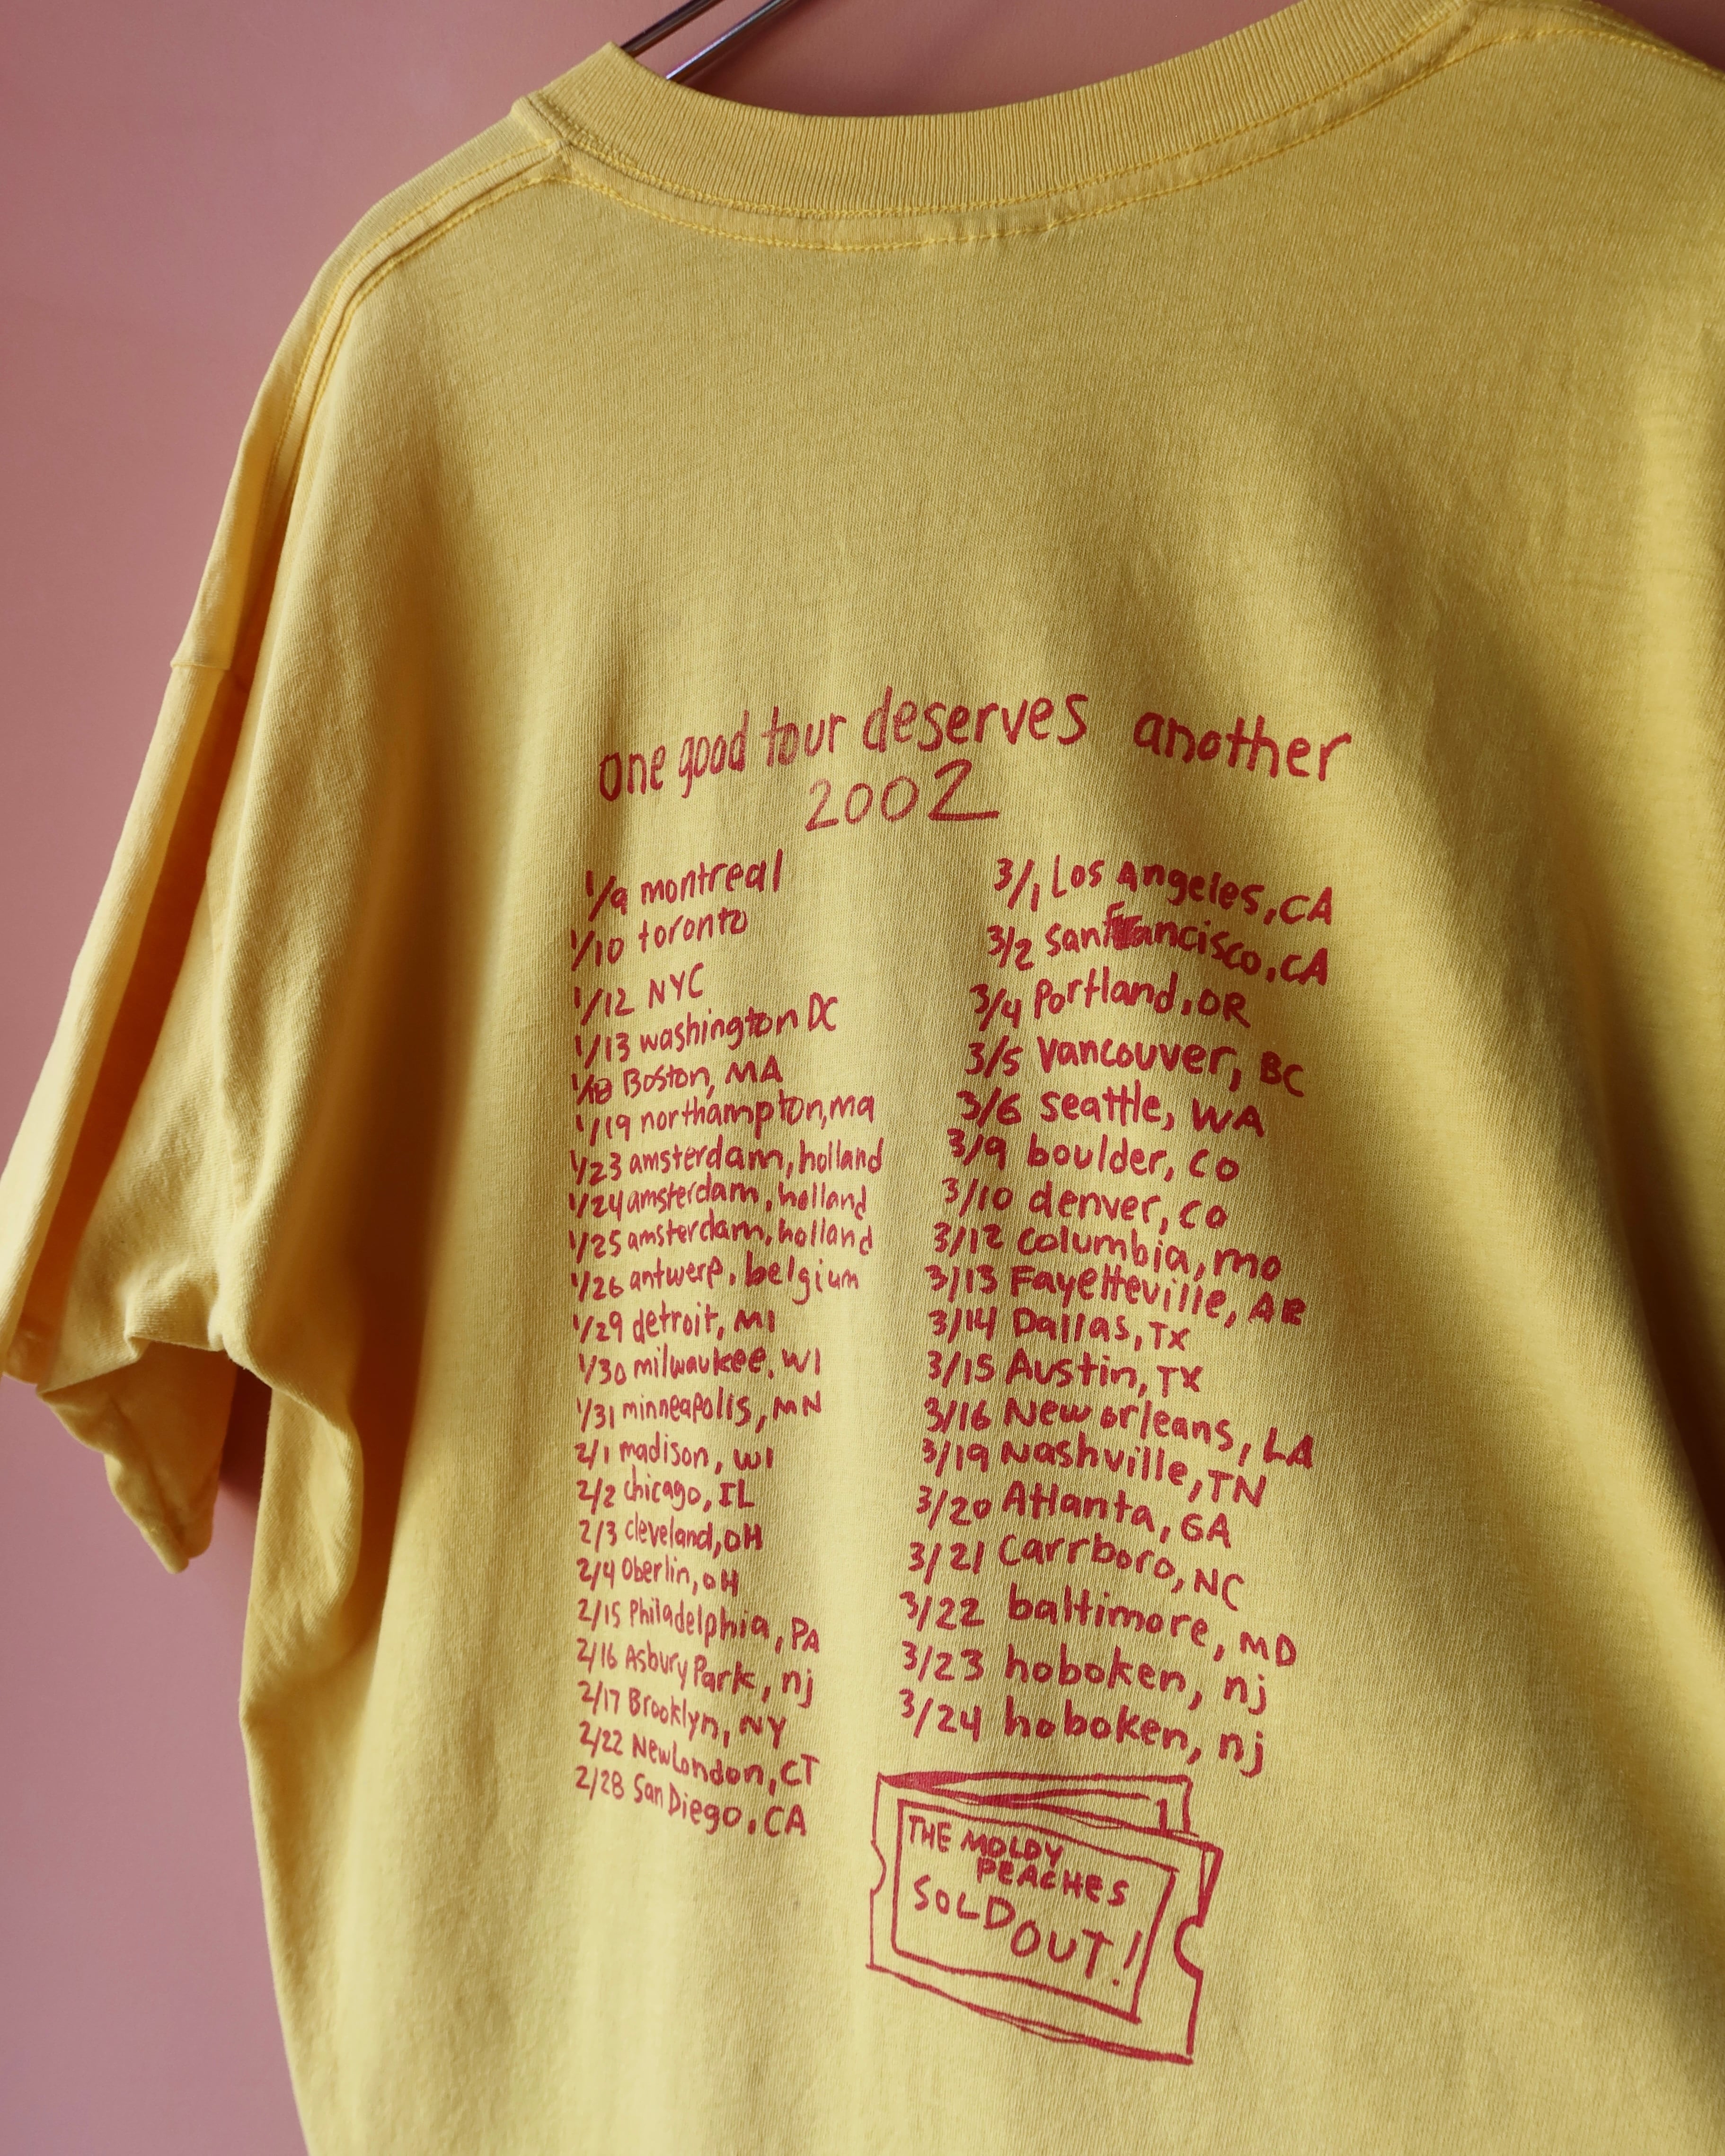 one good tour deserves another
2002
1/9 montreal
1/10 toronto
1/12 NYC
1/13 washington DC
1/18 Boston, MA
1/19 northampton, ma
1/23 amsterdam, holland
1/24 amsterdam, holland
1/25 amsterdam, holland
1/26 antwerp, belgium
1/29 detroit, MI
1/30 milwaukee, WI
1/31 minneapolis, MN
2/1 madison, WI
2/2 chicago, IL
2/3 cleveland, OH
2/4 Oberlin, OH
2/15 Philadelphia, PA
2/16 Asbury Park, nj
2/17 Brooklyn, NY
2/22 New London, CT
2/28 San Diego, CA
3/1 Los Angeles, CA
3/2 San Francisco, CA
3/4 Portland, OR
3/5 Vancouver, BC
3/6 seattle, WA
3/9 boulder, CO
3/10 denver, CO
3/12 columbia, mo
3/13 Fayetteville, AR
3/14 Dallas, TX
3/15 Austin, TX
3/16 New orleans, LA
3/19 Nashville, TN
3/20 Atlanta, GA
3/21 Carrboro, NC
3/22 baltimore, MD
3/23 hoboken, nj
3/24 hoboken, nj
THE MOLDY
PEACHES
SOLD
OUT!